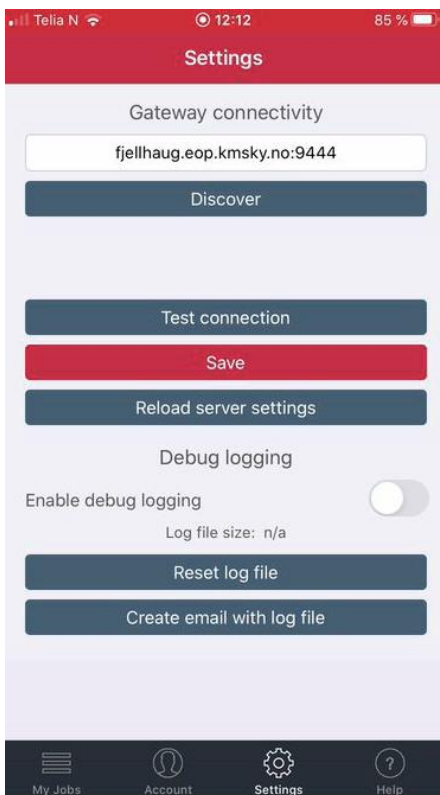 Telia N 12:12 85 %
Settings
Gateway connectivity
fjellhaug.eop.kmsky.no:9444
Discover
Test connection
Save
Reload server settings
Debug logging
Enable debug logging
Log file size: n/a
Reset log file
Create email with log file
My Jobs Account Settings Help